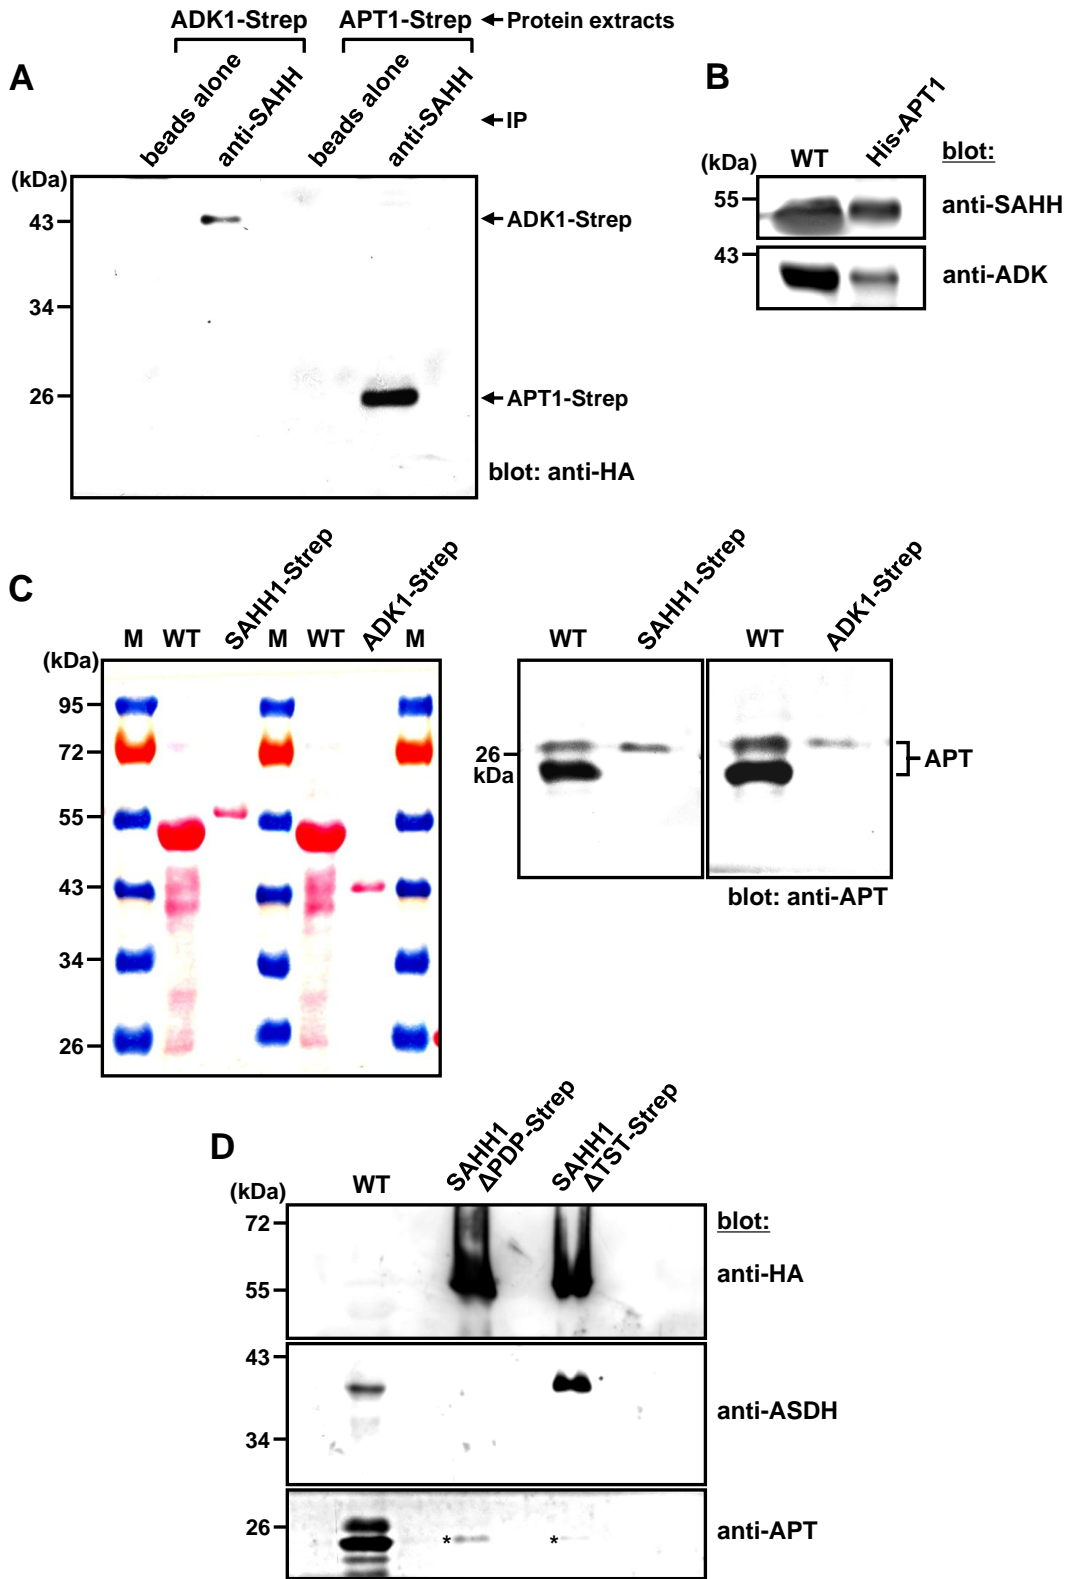 ADK1-Strep APT1-Strep ← Protein extracts
A
beads alone
anti-SAHH
beads alone
anti-SAHH
← IP
(kDa)
43
← ADK1-Strep
34
26
← APT1-Strep
blot: anti-HA
B
(kDa)
WT
His-APT1
blot:
55
anti-SAHH
43
anti-ADK
C
(kDa)
M WT SAHH1-Strep M WT ADK1-Strep M
95
72
55
43
34
26
WT SAHH1-Strep WT ADK1-Strep
26
kDa
APT
blot: anti-APT
D
(kDa)
WT
SAHH1
ΔPDP-Strep
SAHH1
ΔTST-Strep
blot:
72
anti-HA
55
43
anti-ASDH
34
26
* *
anti-APT